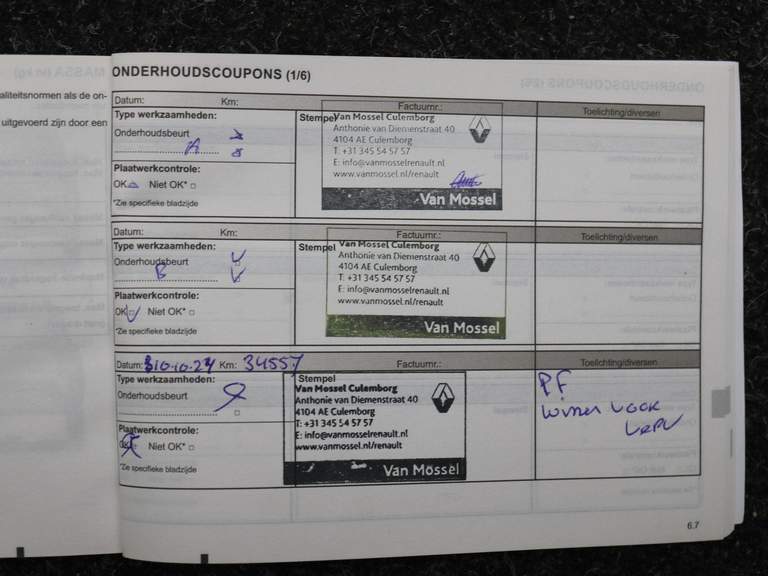 MASSA (in kg)
aliteitsnormen als de on-
uitgevoerd zijn door een
ONDERHOUDSCOUPONS (1/6)
Datum: Km: Factuurnr.: Toelichting/diversen
Type werkzaamheden:
Onderhoudsbeurt
A
Plaatwerkcontrole:
OK Niet OK*
*Zie specifieke bladzijde
Stempel
Van Mossel Culemborg
Anthonie van Diemenstraat 40
4104 AE Culemborg
T: +31 345 54 57 57
E: info@vanmosselrenault.nl
www.vanmossel.nl/renault
Van Mossel
Datum: Km: Factuurnr.: Toelichting/diversen
Type werkzaamheden:
Onderhoudsbeurt
B
Plaatwerkcontrole:
OK Niet OK*
*Zie specifieke bladzijde
Stempel
Van Mossel Culemborg
Anthonie van Diemenstraat 40
4104 AE Culemborg
T: +31 345 54 57 57
E: info@vanmosselrenault.nl
www.vanmossel.nl/renault
Van Mossel
Datum: 10-10-24 Km: 34557 Factuurnr.: Toelichting/diversen
Type werkzaamheden:
Onderhoudsbeurt
Plaatwerkcontrole:
OK Niet OK*
*Zie specifieke bladzijde
Stempel
Van Mossel Culemborg
Anthonie van Diemenstraat 40
4104 AE Culemborg
T: +31 345 54 57 57
E: info@vanmosselrenault.nl
www.vanmossel.nl/renault
Van Mossel
P.F
6.7